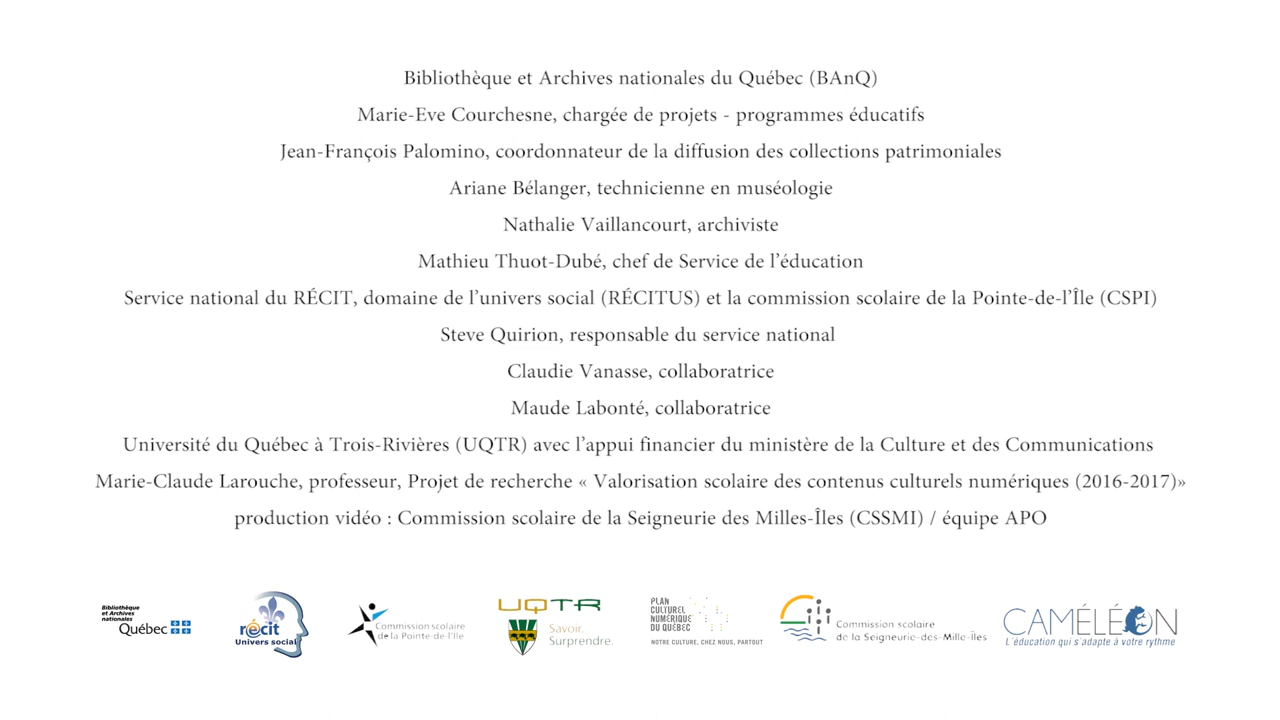 Bibliothèque et Archives nationales du Québec (BAnQ)
Marie-Eve Courchesne, chargée de projets - programmes éducatifs
Jean-François Palomino, coordonnateur de la diffusion des collections patrimoniales
Ariane Bélanger, technicienne en muséologie
Nathalie Vaillancourt, archiviste
Mathieu Thuot-Dubé, chef de Service de l'éducation
Service national du RÉCIT, domaine de l'univers social (RÉCITUS) et la commission scolaire de la Pointe-de-l'Île (CSPI)
Steve Quirion, responsable du service national
Claudie Vanasse, collaboratrice
Maude Labonté, collaboratrice
Université du Québec à Trois-Rivières (UQTR) avec l'appui financier du ministère de la Culture et des Communications
Marie-Claude Larouche, professeur, Projet de recherche « Valorisation scolaire des contenus culturels numériques (2016-2017)»
production vidéo : Commission scolaire de la Seigneurie des Milles-Îles (CSSMI) / équipe APO
Bibliothèque
et Archives
nationales
Québec
récit
Univers social
Commission scolaire
de la Pointe-de-l'Île
UQTR
Savoir.
Surprendre.
PLAN
CULTUREL
NUMÉRIQUE
DU QUÉBEC
NOTRE CULTURE, CHEZ NOUS, PARTOUT
Commission scolaire
de la Seigneurie-des-Mille-Îles
CAMÉLÉON
L'éducation qui s'adapte à votre rythme